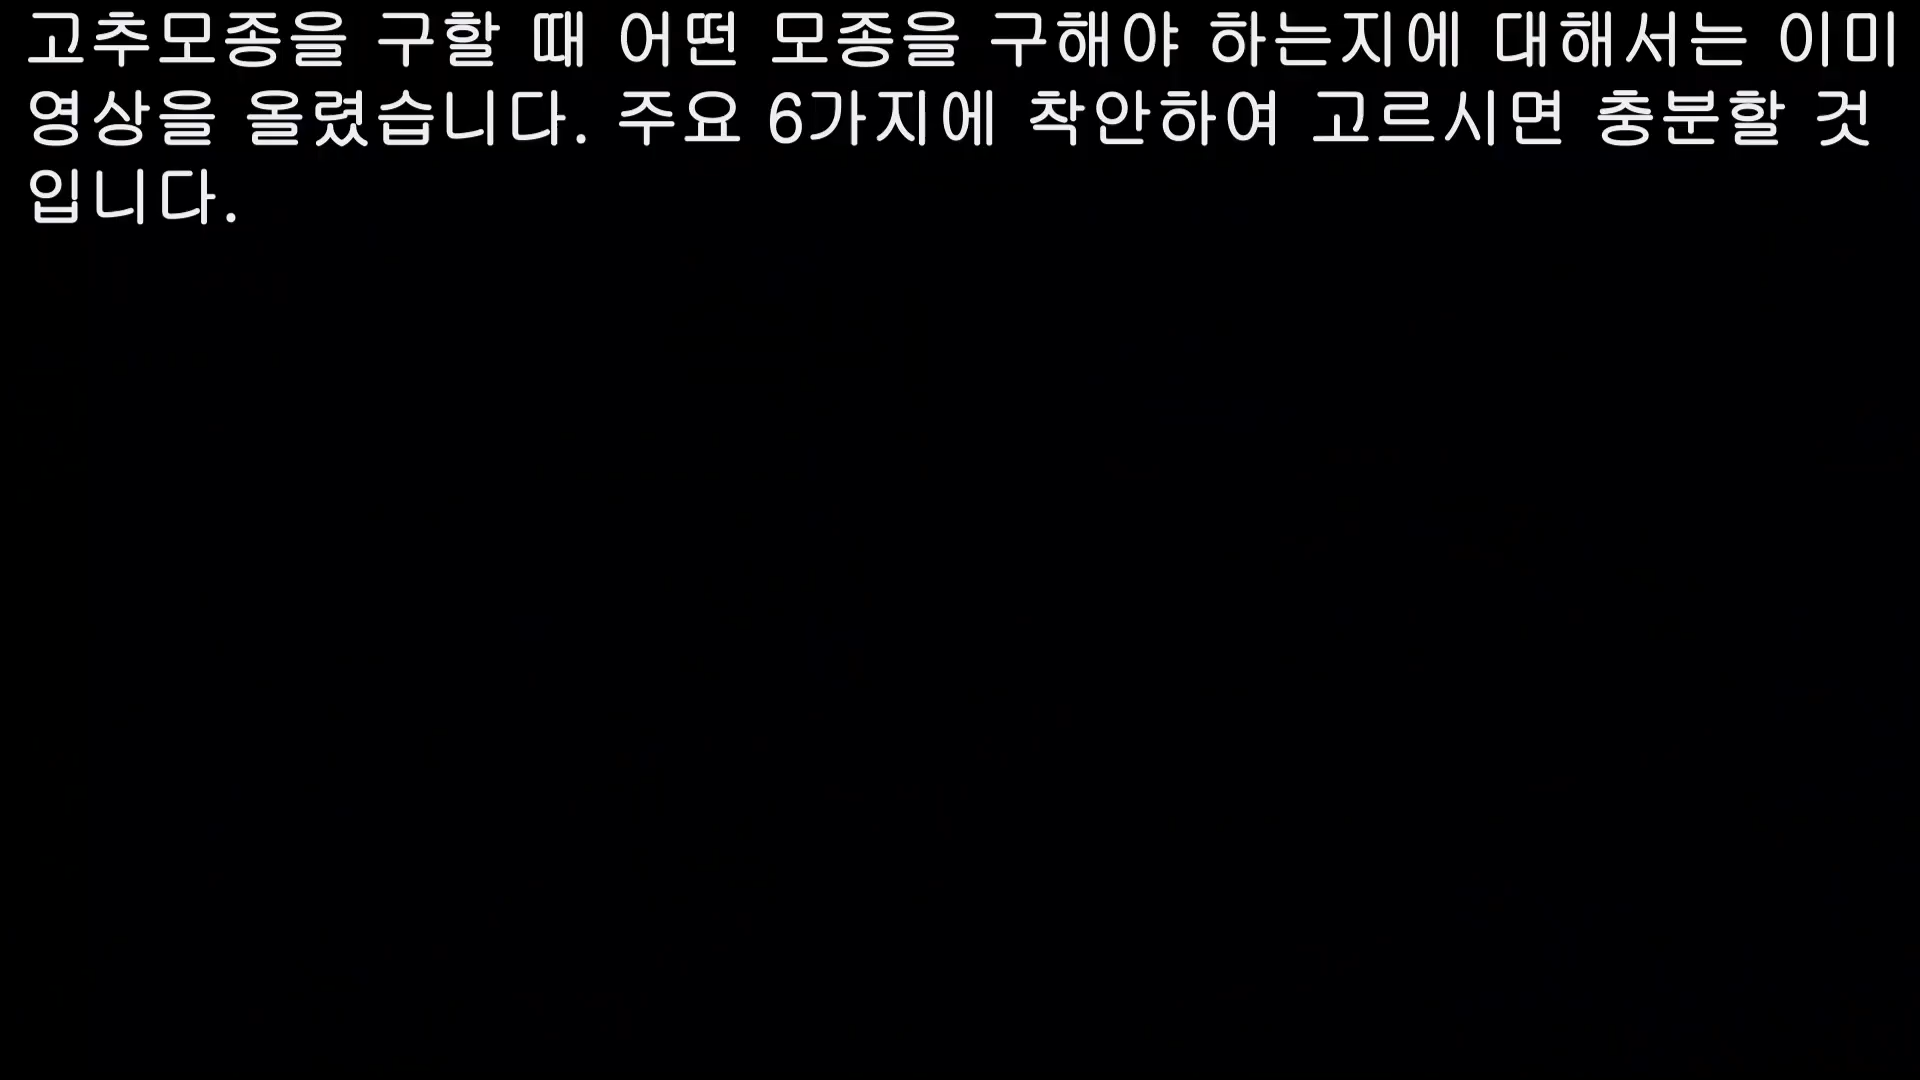 고추모종을 구할 때 어떤 모종을 구해야 하는지에 대해서는 이미
영상을 올렸습니다. 주요 6가지에 착안하여 고르시면 충분할 것
입니다.